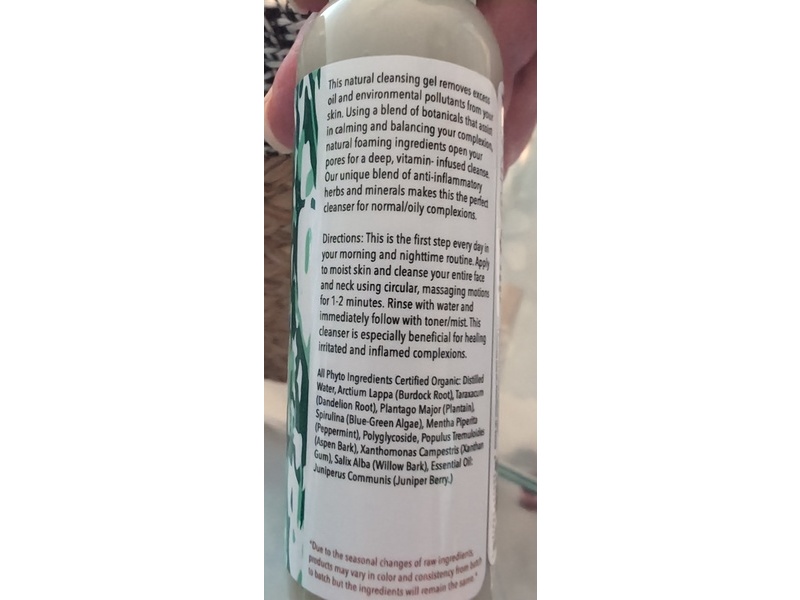 This natural cleansing gel removes excess
oil and environmental pollutants from your
skin. Using a blend of botanicals that assist
in calming and balancing your complexion,
natural foaming ingredients open your
pores for a deep, vitamin- infused cleanse.
Our unique blend of anti-inflammatory
herbs and minerals makes this the perfect
cleanser for normal/oily complexions.
Directions: This is the first step every day in
your morning and nighttime routine. Apply
to moist skin and cleanse your entire face
and neck using circular, massaging motions
for 1-2 minutes. Rinse with water and
immediately follow with toner/mist. This
cleanser is especially beneficial for healing
irritated and inflamed complexions.
All Phyto Ingredients Certified Organic: Distilled
Water, Arctium Lappa (Burdock Root), Taraxacum
(Dandelion Root), Plantago Major (Plantain),
Spirulina (Blue-Green Algae), Mentha Piperita
(Peppermint), Polyglycoside, Populus Tremuloides
(Aspen Bark), Xanthomonas Campestris (Xanthan
Gum), Salix Alba (Willow Bark), Essential Oil:
Juniperus Communis (Juniper Berry.)
"Due to the seasonal changes of raw ingredients,
products may vary in color and consistency from batch
to batch but the ingredients will remain the same."